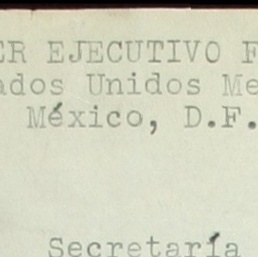 ER EJECUTIVO F
ados Unidos Me
México, D.F.
Secretaría